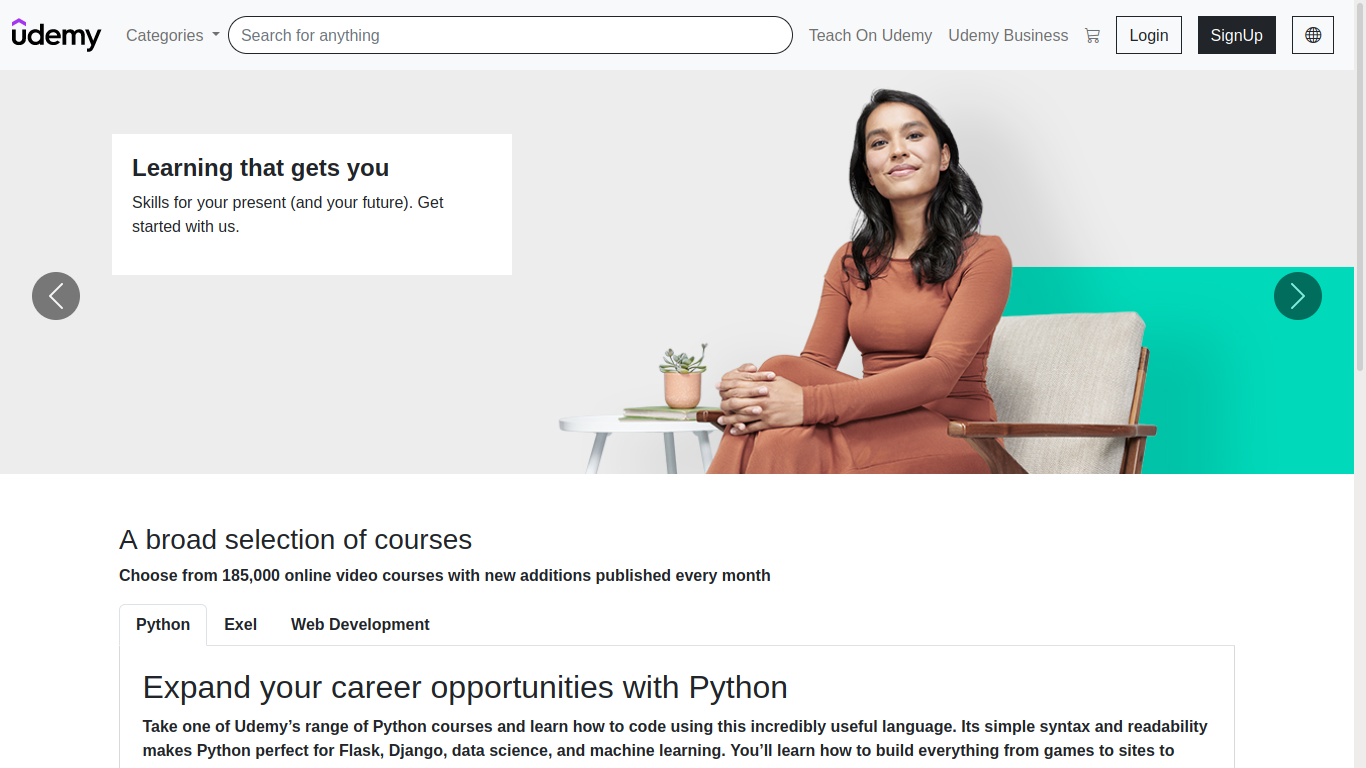 udemy
Categories
Search for anything
Teach On Udemy
Udemy Business
Login
SignUp
Learning that gets you
Skills for your present (and your future). Get
started with us.
A broad selection of courses
Choose from 185,000 online video courses with new additions published every month
Python
Exel
Web Development
Expand your career opportunities with Python
Take one of Udemy’s range of Python courses and learn how to code using this incredibly useful language. Its simple syntax and readability
makes Python perfect for Flask, Django, data science, and machine learning. You’ll learn how to build everything from games to sites to